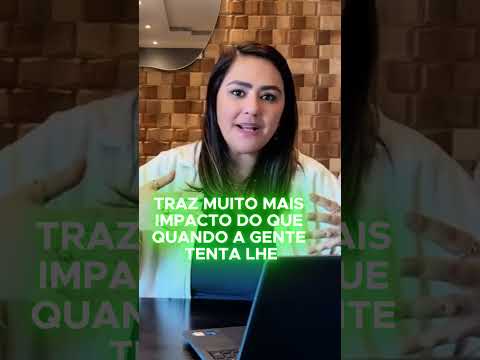 TRAZ MUITO MAIS
IMPACTO DO QUE
QUANDO A GENTE
TENTA LHE